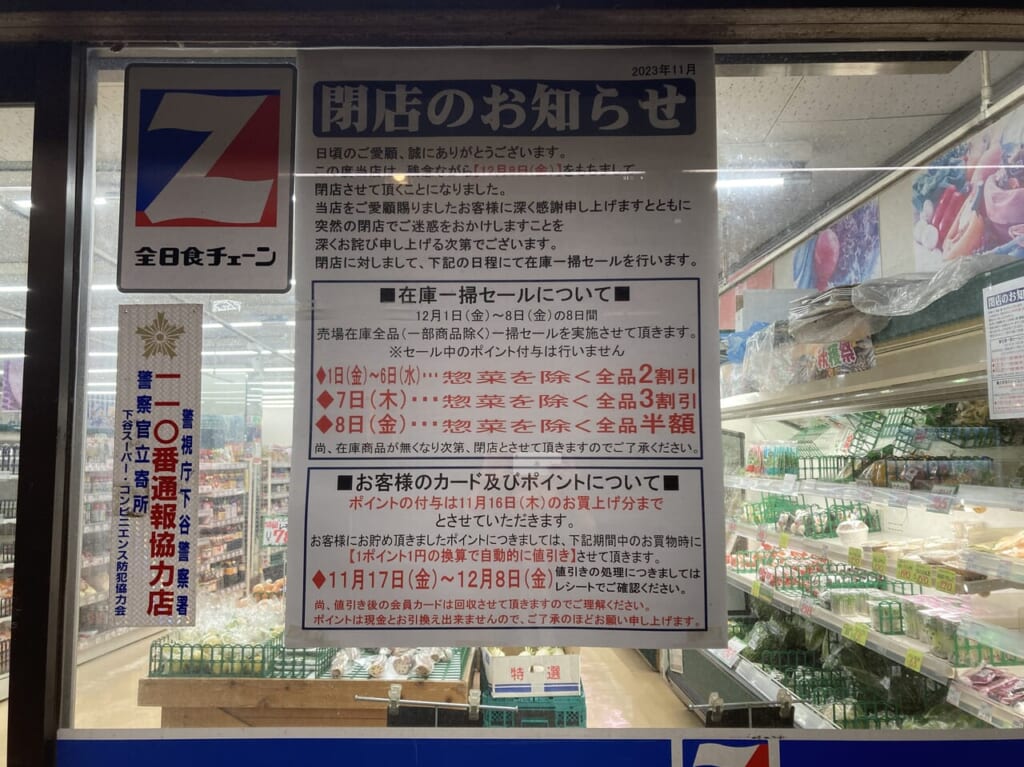 全日食チェーン
警視庁下谷警察署
一一〇番通報協力店
警察官立寄所
下谷スーパー・コンビニエンス防犯協力会
2023年11月
閉店のお知らせ
日頃のご愛顧、誠にありがとうございます。
この度当店は、残念ながら【12月8日(金)】をもちまして
閉店させて頂くことになりました。
当店をご愛顧賜りましたお客様に深く感謝申し上げますとともに
突然の閉店でご迷惑をおかけしますことを
深くお詫び申し上げる次第でございます。
閉店に対しまして、下記の日程にて在庫一掃セールを行います。
■在庫一掃セールについて■
12月1日(金)～8日(金)の8日間
売場在庫全品(一部商品除く)一掃セールを実施させて頂きます。
※セール中のポイント付与は行いません
◆1日(金)～6日(水)…惣菜を除く全品2割引
◆7日(木)…惣菜を除く全品3割引
◆8日(金)…惣菜を除く全品半額
尚、在庫商品が無くなり次第、閉店とさせて頂きますのでご了承ください。
■お客様のカード及びポイントについて■
ポイントの付与は11月16日(木)のお買上げ分まで
とさせていただきます。
お客様にお貯め頂きましたポイントにつきましては、下記期間中のお買物時に
【1ポイント1円の換算で自動的に値引き】させて頂きます。
◆11月17日(金)～12月8日(金)
値引きの処理につきましては
レシートでご確認ください。
尚、値引き後の会員カードは回収させて頂きますのでご理解ください。
ポイントは現金とお引換え出来ませんので、ご了承のほどお願い申し上げます。
収穫祭
特選